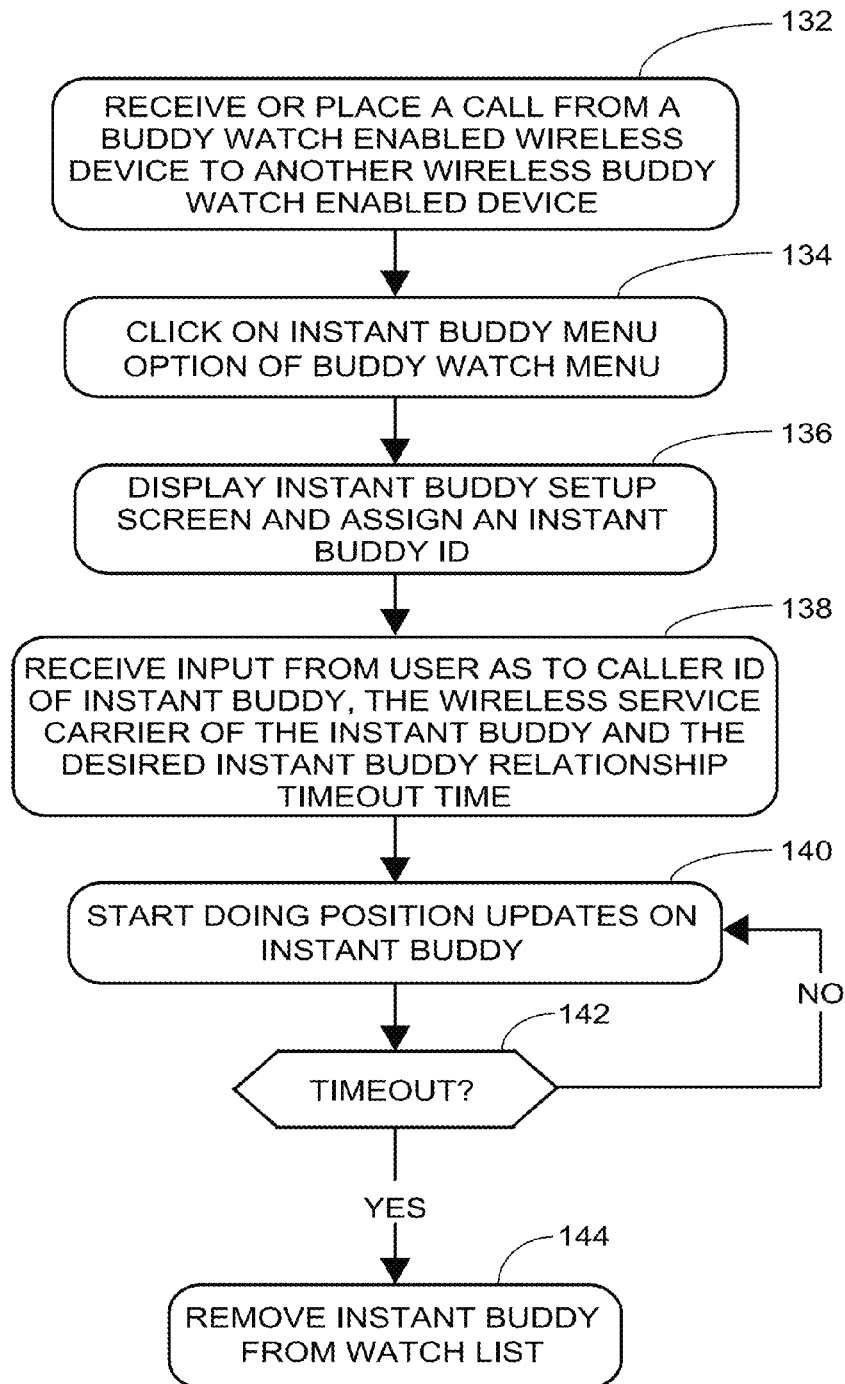 132
RECEIVE OR PLACE A CALL FROM A
BUDDY WATCH ENABLED WIRELESS
DEVICE TO ANOTHER WIRELESS BUDDY
WATCH ENABLED DEVICE
134
CLICK ON INSTANT BUDDY MENU
OPTION OF BUDDY WATCH MENU
136
DISPLAY INSTANT BUDDY SETUP
SCREEN AND ASSIGN AN INSTANT
BUDDY ID
138
RECEIVE INPUT FROM USER AS TO CALLER ID
OF INSTANT BUDDY, THE WIRELESS SERVICE
CARRIER OF THE INSTANT BUDDY AND THE
DESIRED INSTANT BUDDY RELATIONSHIP
TIMEOUT TIME
140
START DOING POSITION UPDATES ON
INSTANT BUDDY
NO
142
TIMEOUT?
YES
144
REMOVE INSTANT BUDDY
FROM WATCH LIST